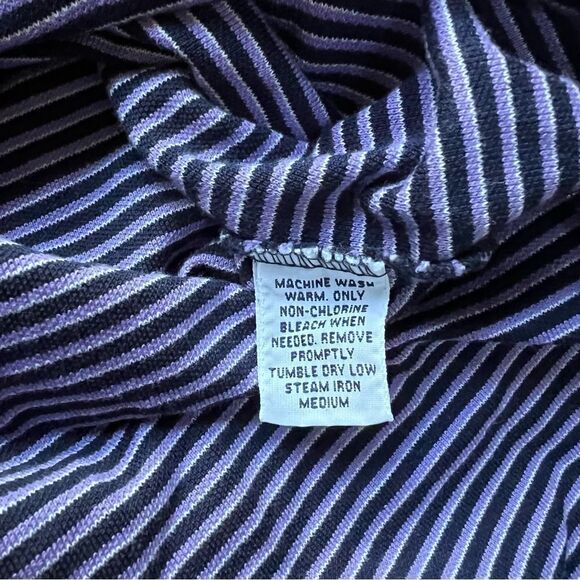 MACHINE WASH
WARM. ONLY
NON-CHLORINE
BLEACH WHEN
NEEDED. REMOVE
PROMPTLY
TUMBLE DRY LOW
STEAM IRON
MEDIUM